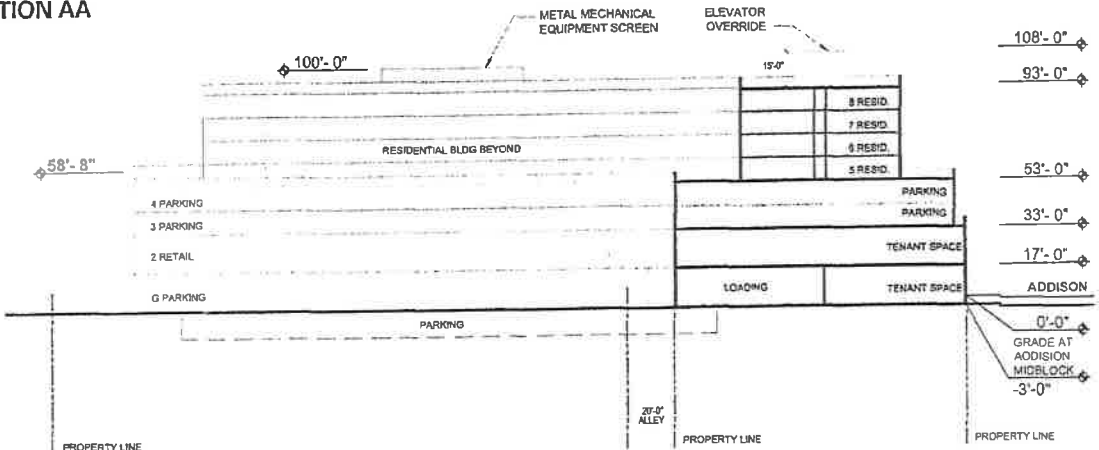 TION AA
METAL MECHANICAL
EQUIPMENT SCREEN
ELEVATOR
OVERRIDE
108'- 0"
100'- 0"
15'-0"
93'- 0"
8 RESID.
7 RESID.
RESIDENTIAL BLDG BEYOND
6 RESID.
58'- 8"
5 RESID.
53'- 0"
4 PARKING
PARKING
3 PARKING
PARKING
33'- 0"
2 RETAIL
TENANT SPACE
17'- 0"
G PARKING
LOADING
TENANT SPACE
ADDISON
PARKING
0'-0"
GRADE AT
ADDISION
MIDBLOCK
-3'-0"
20'-0"
ALLEY
PROPERTY LINE
PROPERTY LINE
PROPERTY LINE